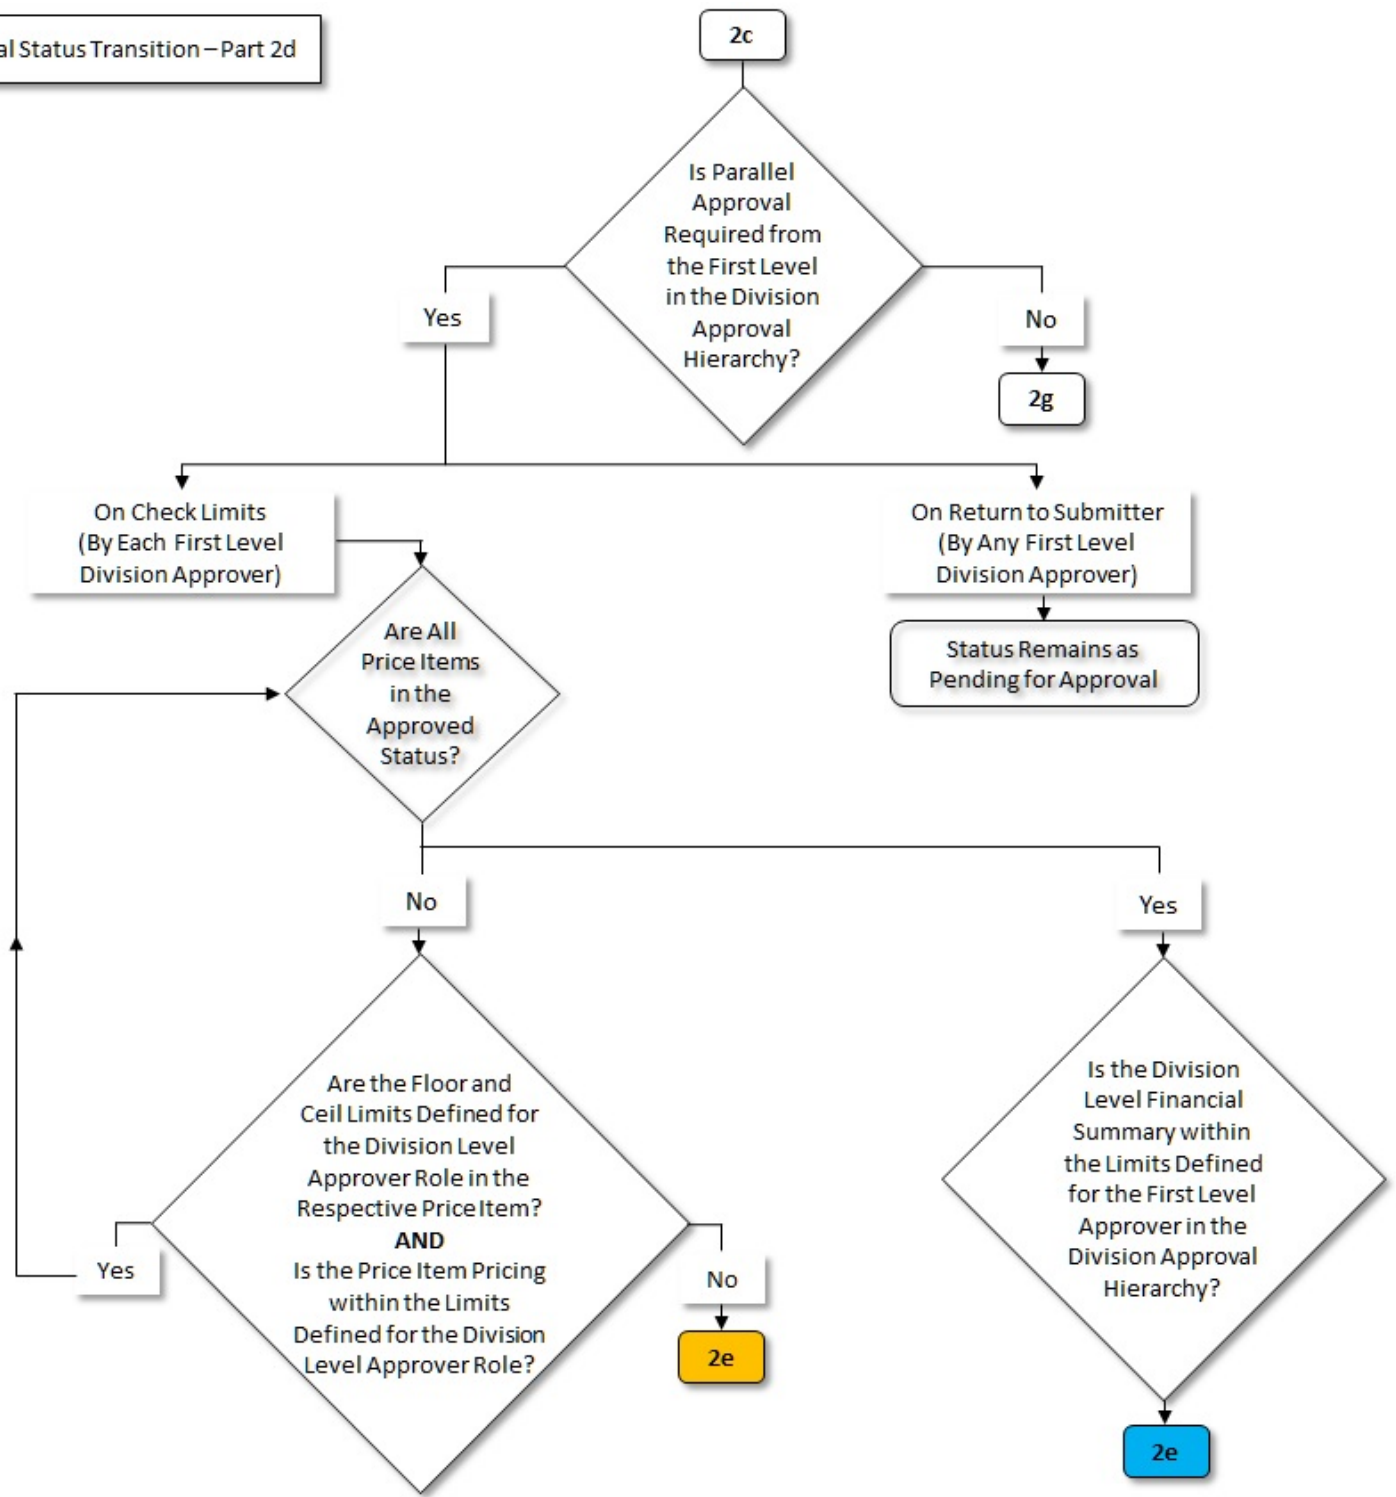 2c
al Status Transition – Part 2d
Is Parallel
Approval
Required from
the First Level
in the Division
Approval
Hierarchy?
Yes
No
2g
On Check Limits
(By Each First Level
Division Approver)
On Return to Submitter
(By Any First Level
Division Approver)
Are All
Price Items
in the
Approved
Status?
Status Remains as
Pending for Approval
No
Yes
Are the Floor and
Ceil Limits Defined for
the Division Level
Approver Role in the
Respective Price Item?
AND
Is the Price Item Pricing
within the Limits
Defined for the Division
Level Approver Role?
Is the Division
Level Financial
Summary within
the Limits Defined
for the First Level
Approver in the
Division Approval
Hierarchy?
Yes
No
2e
2e